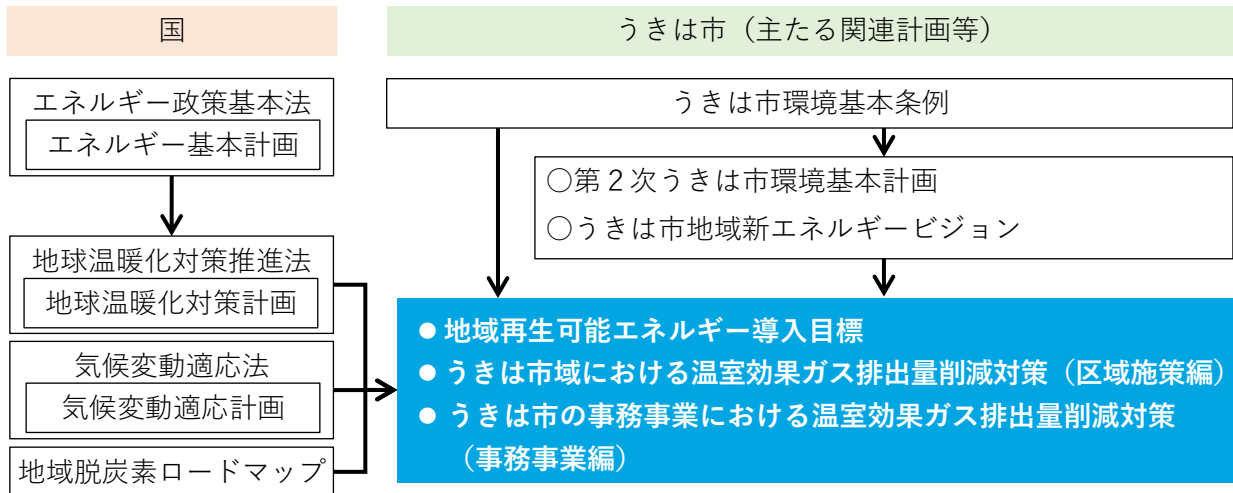 国
エネルギー政策基本法
エネルギー基本計画
地球温暖化対策推進法
地球温暖化対策計画
気候変動適応法
気候変動適応計画
地域脱炭素ロードマップ
うきは市（主たる関連計画等）
うきは市環境基本条例
○第２次うきは市環境基本計画
○うきは市地域新エネルギービジョン
● 地域再生可能エネルギー導入目標
● うきは市域における温室効果ガス排出量削減対策（区域施策編）
● うきは市の事務事業における温室効果ガス排出量削減対策
（事務事業編）